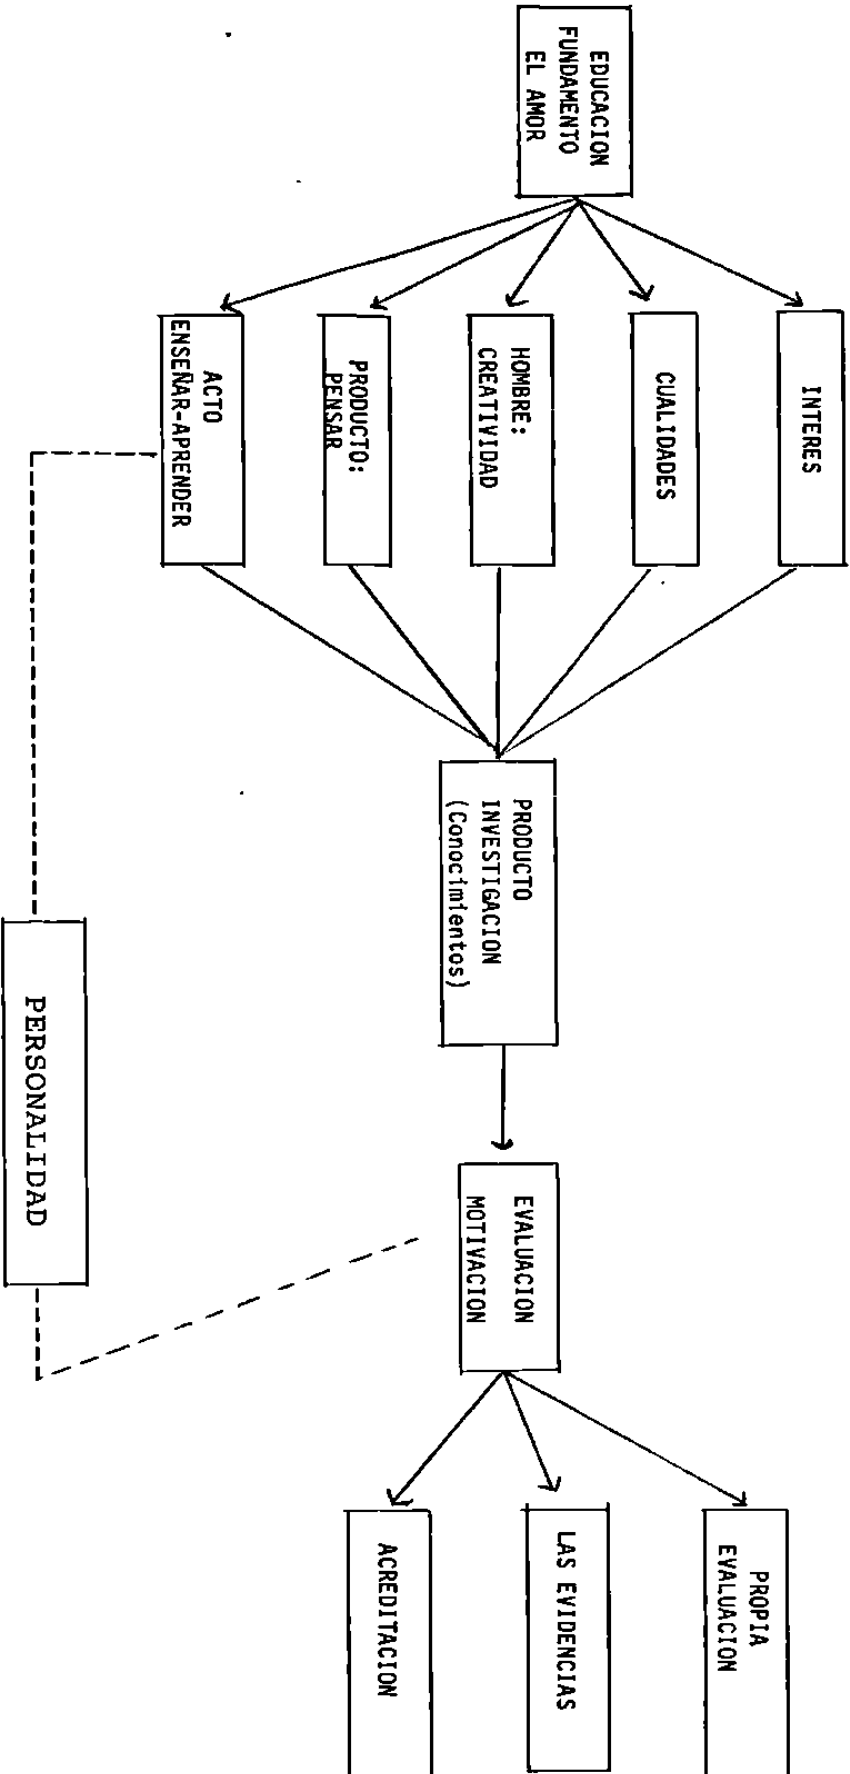 EDUCACION
FUNDAMENTO
EL AMOR
INTERES
CUALIDADES
HOMBRE:
CREATIVIDAD
PRODUCTO:
PENSAR
ACTO
ENSEÑAR-APRENDER
PRODUCTO
INVESTIGACION
(Conocimientos)
EVALUACION
MOTIVACION
PROPIA
EVALUACION
LAS EVIDENCIAS
ACREDITACION
PERSONALIDAD